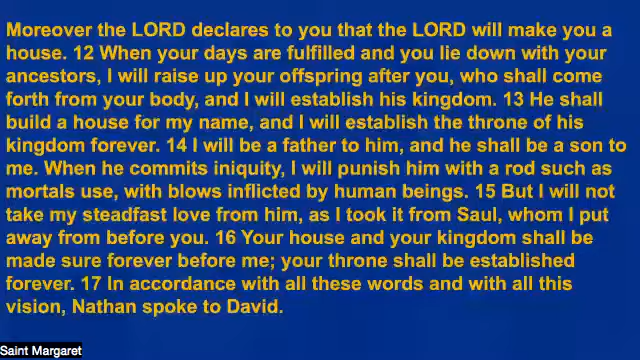 Moreover the LORD declares to you that the LORD will make you a
house. 12 When your days are fulfilled and you lie down with your
ancestors, I will raise up your offspring after you, who shall come
forth from your body, and I will establish his kingdom. 13 He shall
build a house for my name, and I will establish the throne of his
kingdom forever. 14 I will be a father to him, and he shall be a son to
me. When he commits iniquity, I will punish him with a rod such as
mortals use, with blows inflicted by human beings. 15 But I will not
take my steadfast love from him, as I took it from Saul, whom I put
away from before you. 16 Your house and your kingdom shall be
made sure forever before me; your throne shall be established
forever. 17 In accordance with all these words and with all this
vision, Nathan spoke to David.
Saint Margaret